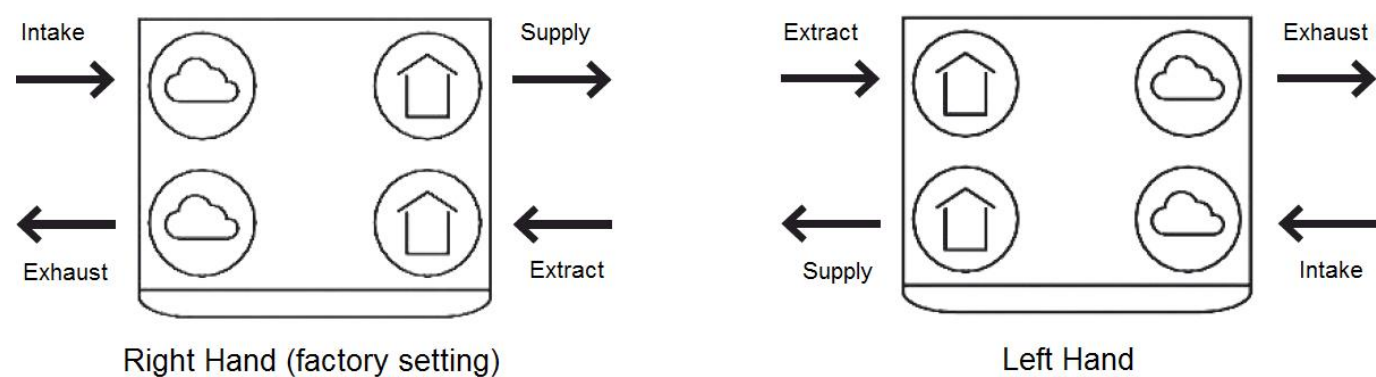 Intake
Supply
Exhaust
Extract
Right Hand (factory setting)
Extract
Exhaust
Supply
Intake
Left Hand